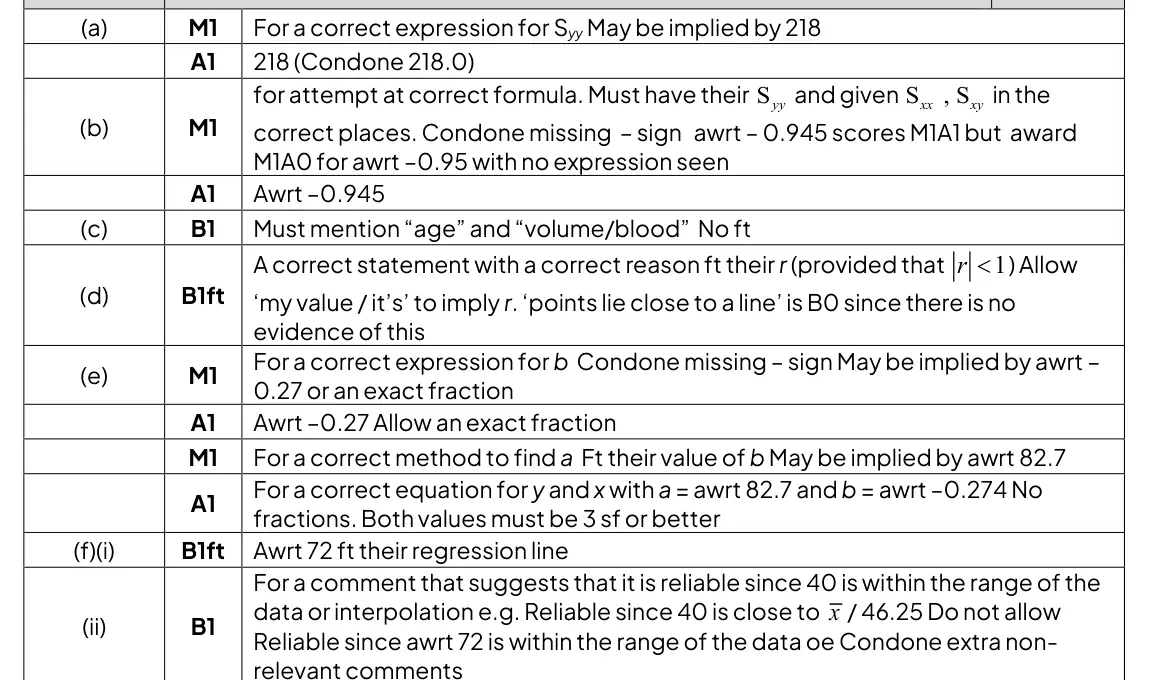 (a) M1 For a correct expression for Syy May be implied by 218
A1 218 (Condone 218.0)
(b) M1 for attempt at correct formula. Must have their Syy and given Sxx , Sxy in the
correct places. Condone missing – sign awrt – 0.945 scores M1A1 but award
M1A0 for awrt –0.95 with no expression seen
A1 Awrt –0.945
(c) B1 Must mention “age” and “volume/blood” No ft
(d) B1ft A correct statement with a correct reason ft their r (provided that |r| < 1) Allow
‘my value / it’s’ to imply r. ‘points lie close to a line’ is B0 since there is no
evidence of this
(e) M1 For a correct expression for b Condone missing – sign May be implied by awrt –
0.27 or an exact fraction
A1 Awrt –0.27 Allow an exact fraction
M1 For a correct method to find a Ft their value of b May be implied by awrt 82.7
A1 For a correct equation for y and x with a = awrt 82.7 and b = awrt –0.274 No
fractions. Both values must be 3 sf or better
(f)(i) B1ft Awrt 72 ft their regression line
(ii) B1 For a comment that suggests that it is reliable since 40 is within the range of the
data or interpolation e.g. Reliable since 40 is close to x̄ / 46.25 Do not allow
Reliable since awrt 72 is within the range of the data oe Condone extra non-
relevant comments